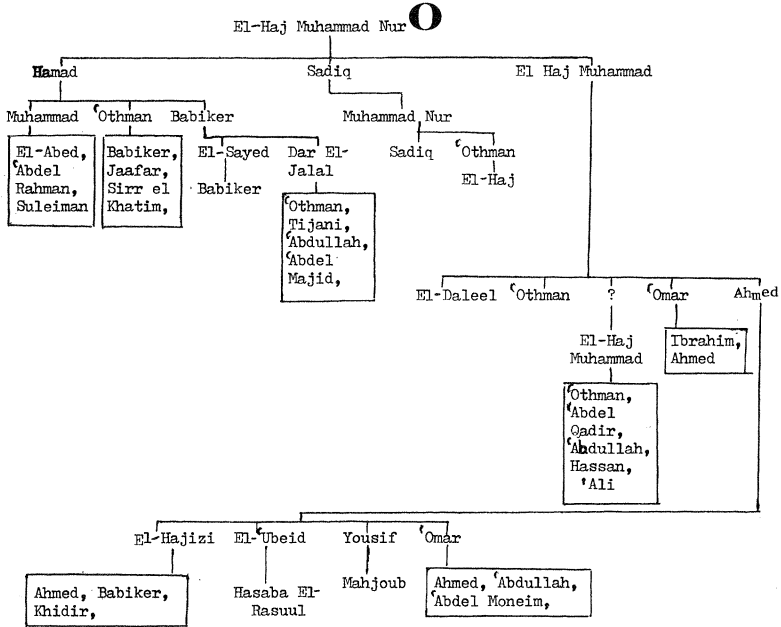 El-Haj Muhammad Nur O
Hamad Sadiq El Haj Muhammad
Muhammad ʿOthman Babiker Muhammad Nur
El-Abed,
ʿAbdel
Rahman,
Suleiman
Babiker,
Jaafar,
Sirr el
Khatim,
El-Sayed
Babiker
Dar El-
Jalal
ʿOthman,
Tijani,
ʿAbdullah,
ʿAbdel
Majid,
Sadiq ʿOthman
El-Haj
El-Daleel ʿOthman ? ʿOmar Ahmed
El-Haj
Muhammad
ʿOthman,
ʿAbdel
Qadir,
ʿAbdullah,
Hassan,
ʿAli
Ibrahim,
Ahmed
El-Hajizi El-ʿUbeid Yousif ʿOmar
Ahmed, Babiker,
Khidir,
Hasaba El-
Rasuul
Mahjoub
Ahmed, ʿAbdullah,
ʿAbdel Moneim,